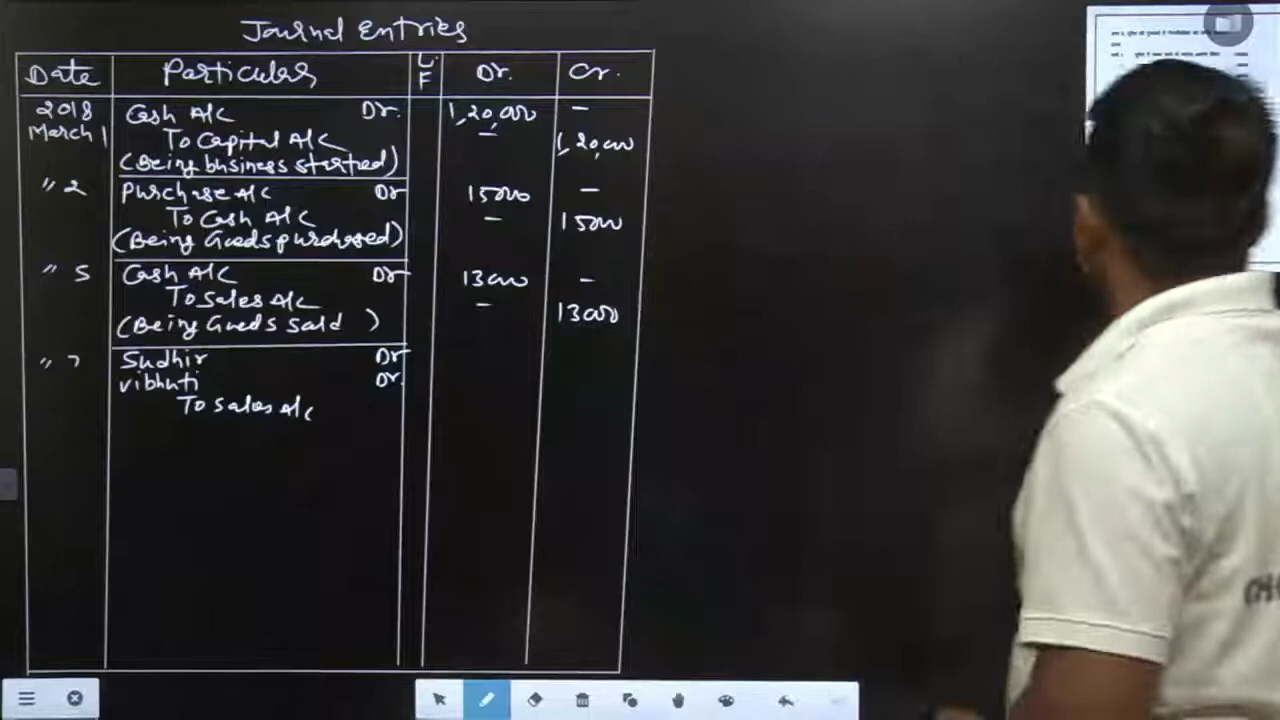 Journal Entries
Date Particulars L.F Dr. Cr.
2018 Cash A/c Dr. 1,20,000 -
March 1 To Capital A/c - 1,20,000
(Being business started)
" 2 Purchase A/c Dr 15000 -
To Cash A/c - 15000
(Being Goods purchased)
" 5 Cash A/c Dr 13000 -
To Sales A/c - 13000
(Being Goods Sold )
" 7 Sudhir Dr
vibhuti Dr.
To Sales A/c